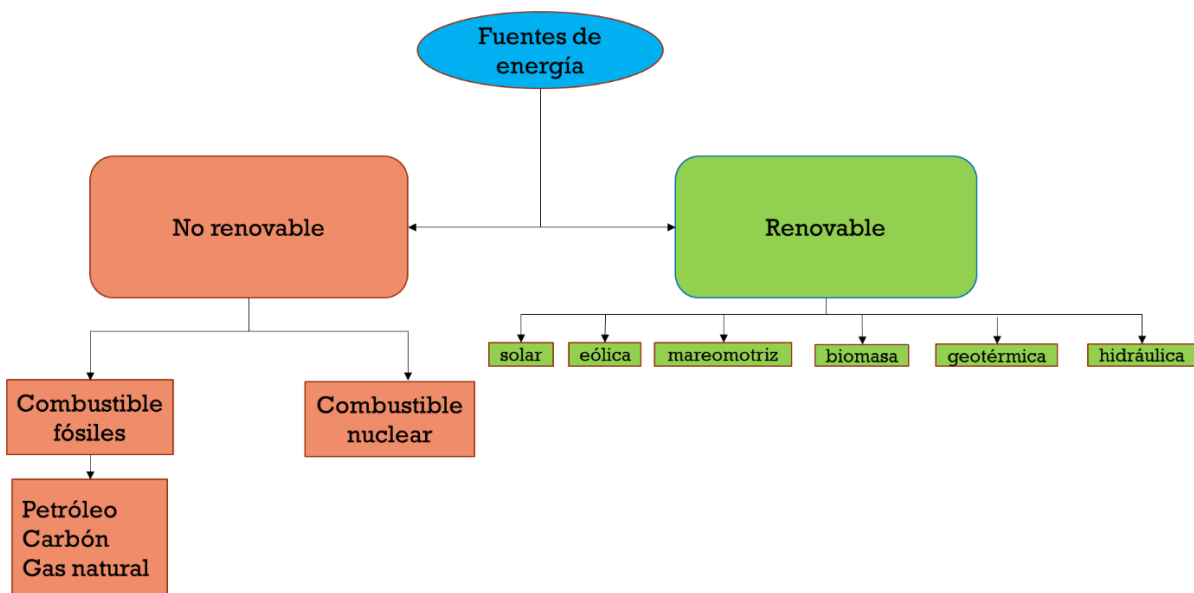 Fuentes de
energía
No renovable
Renovable
solar
eólica
mareomotriz
biomasa
geotérmica
hidráulica
Combustible
fósiles
Combustible
nuclear
Petróleo
Carbón
Gas natural